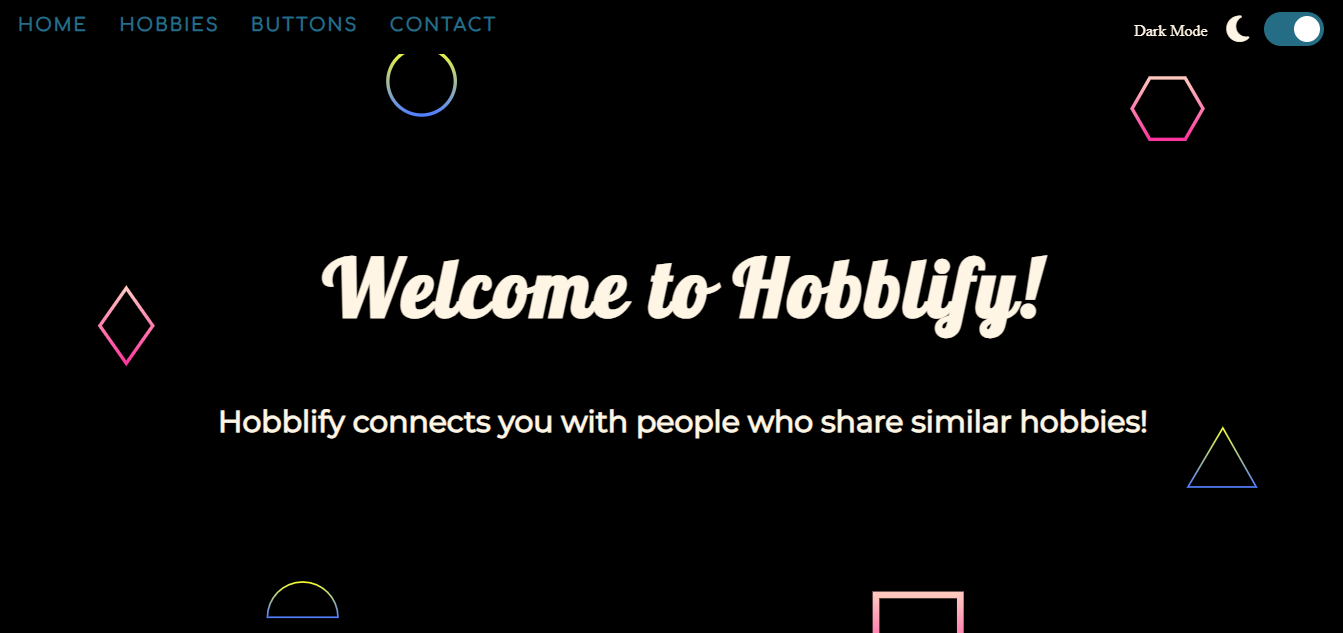 HOME HOBBIES BUTTONS CONTACT Dark Mode
Welcome to Hobblify!
Hobblify connects you with people who share similar hobbies!